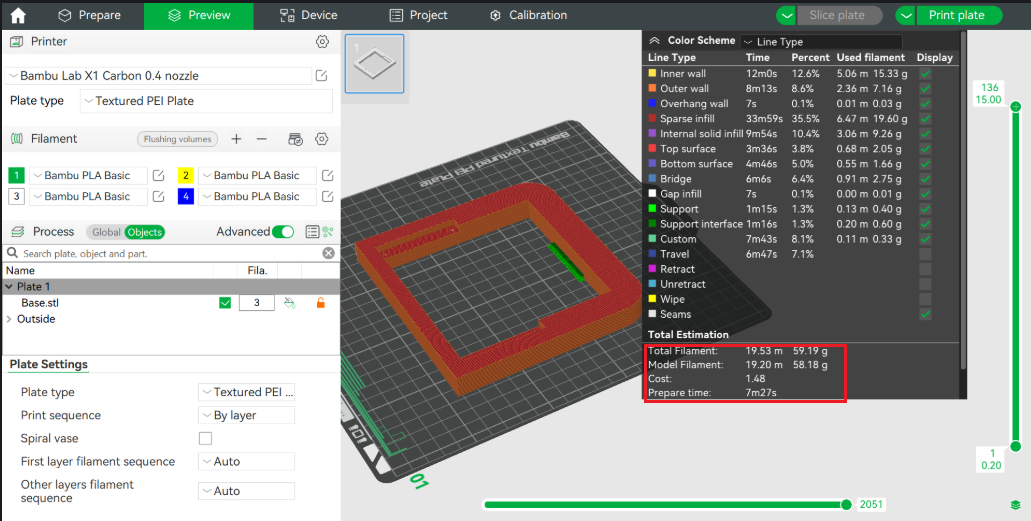 Prepare Preview Device Project Calibration Slice plate Print plate
Printer
Bambu Lab X1 Carbon 0.4 nozzle
Plate type Textured PEI Plate
Filament Flushing volumes
1 Bambu PLA Basic 2 Bambu PLA Basic
3 Bambu PLA Basic 4 Bambu PLA Basic
Process Global Objects Advanced
Search plate, object and part.
Name Fila.
Plate 1
Base.stl 3
Outside
Plate Settings
Plate type Textured PEI ...
Print sequence By layer
Spiral vase
First layer filament sequence Auto
Other layers filament
sequence Auto
1
Bambu Textured PEI Plate
01
Color Scheme Line Type
Line Type Time Percent Used filament Display
Inner wall 12m0s 12.6% 5.06 m 15.33 g
Outer wall 8m13s 8.6% 2.36 m 7.16 g
Overhang wall 7s 0.1% 0.01 m 0.03 g
Sparse infill 33m59s 35.5% 6.47 m 19.60 g
Internal solid infill 9m54s 10.4% 3.06 m 9.26 g
Top surface 3m36s 3.8% 0.68 m 2.05 g
Bottom surface 4m46s 5.0% 0.55 m 1.66 g
Bridge 6m6s 6.4% 0.91 m 2.75 g
Gap infill 7s 0.1% 0.00 m 0.01 g
Support 1m15s 1.3% 0.13 m 0.40 g
Support interface 1m16s 1.3% 0.20 m 0.60 g
Custom 7m43s 8.1% 0.11 m 0.33 g
Travel 6m47s 7.1%
Retract
Unretract
Wipe
Seams
Total Estimation
Total Filament: 19.53 m 59.19 g
Model Filament: 19.20 m 58.18 g
Cost: 1.48
Prepare time: 7m27s
136
15.00
1
0.20
2051